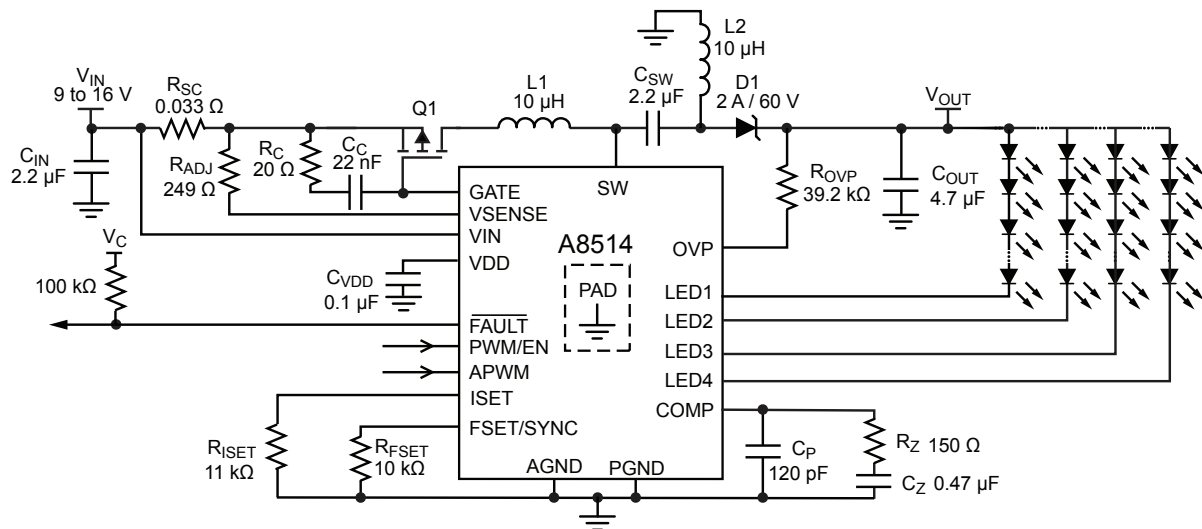 V_IN
9 to 16 V
C_IN
2.2 µF
R_SC
0.033 Ω
R_ADJ
249 Ω
R_C
20 Ω
C_C
22 nF
Q1
L1
10 µH
C_SW
2.2 µF
L2
10 µH
D1
2 A / 60 V
V_OUT
R_OVP
39.2 kΩ
C_OUT
4.7 µF
V_C
100 kΩ
C_VDD
0.1 µF
GATE
VSENSE
VIN
VDD
FAULT
PWM/EN
APWM
ISET
FSET/SYNC
AGND
PGND
SW
A8514
PAD
OVP
LED1
LED2
LED3
LED4
COMP
R_ISET
11 kΩ
R_FSET
10 kΩ
C_P
120 pF
R_Z 150 Ω
C_Z 0.47 µF